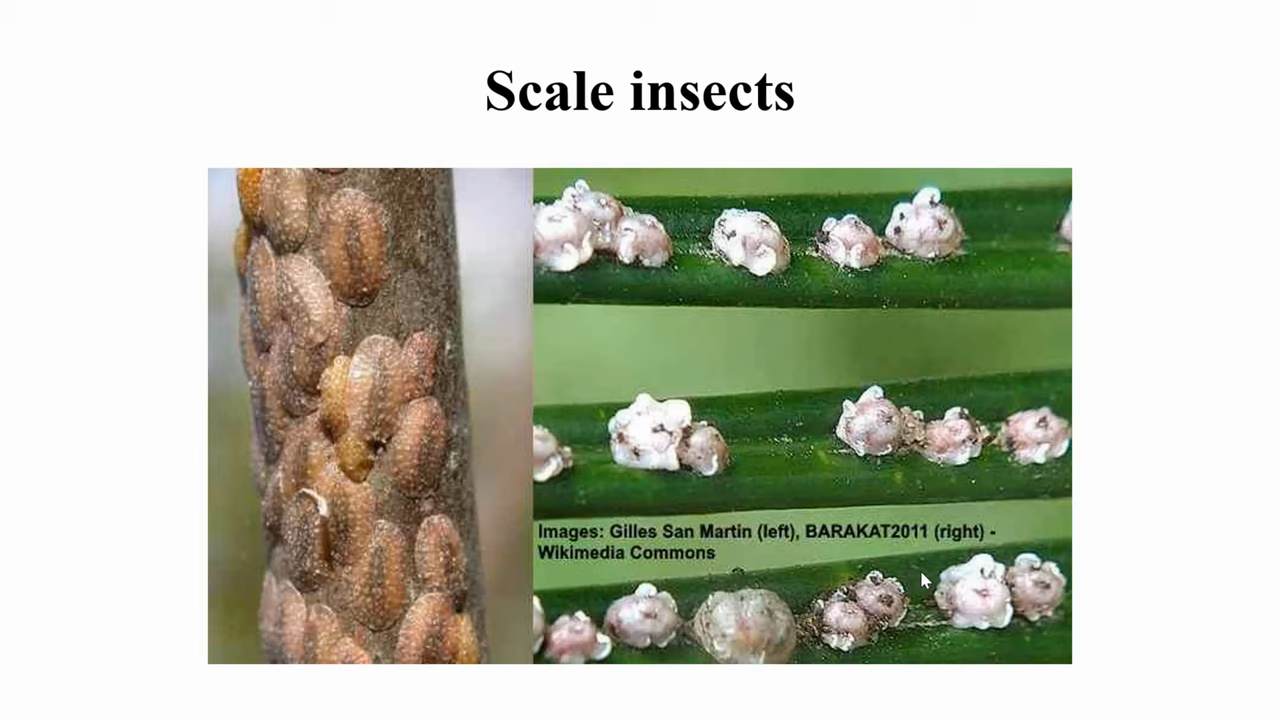 Scale insects
Images: Gilles San Martin (left), BARAKAT2011 (right) -
Wikimedia Commons